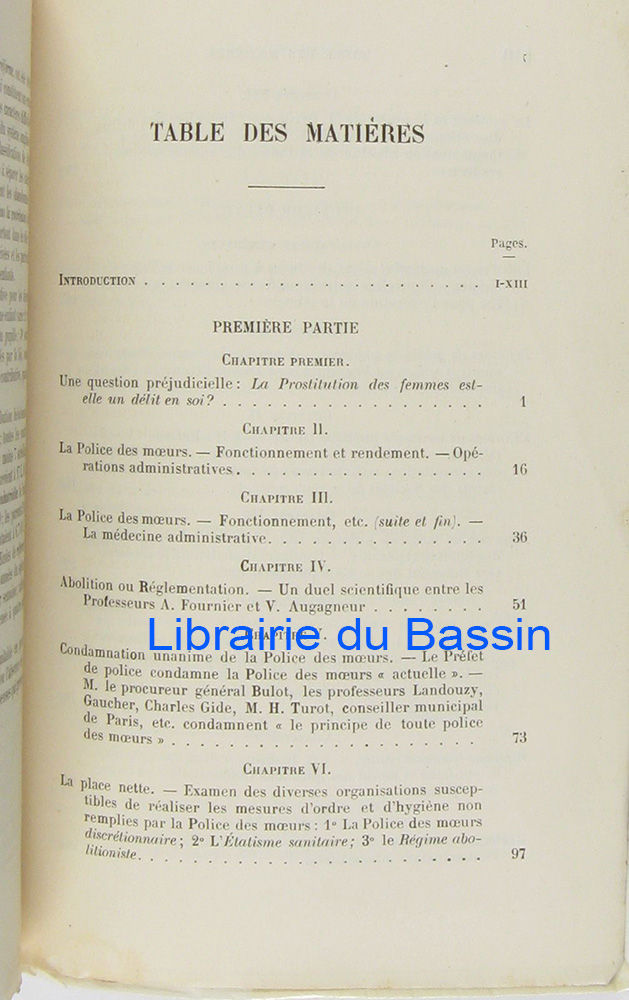 TABLE DES MATIÈRES
Pages.
INTRODUCTION . . . . . . . . . . . . . . . . . . . . . . . I-XIII
PREMIÈRE PARTIE
CHAPITRE PREMIER.
Une question préjudicielle : La Prostitution des femmes est-
elle un délit en soi ? . . . . . . . . . . . . . . . . . . 1
CHAPITRE II.
La Police des mœurs. — Fonctionnement et rendement. — Opé-
rations administratives. . . . . . . . . . . . . . . . . . 16
CHAPITRE III.
La Police des mœurs. — Fonctionnement, etc. (suite et fin). —
La médecine administrative. . . . . . . . . . . . . . . 36
CHAPITRE IV.
Abolition ou Réglementation. — Un duel scientifique entre les
Professeurs A. Fournier et V. Augagneur . . . . . . . . 51
CHAPITRE V.
Librairie du Bassin
Condamnation unanime de la Police des mœurs. — Le Préfet
de police condamne la Police des mœurs « actuelle ». —
M. le procureur général Bulot, les professeurs Landouzy,
Gaucher, Charles Gide, M. H. Turot, conseiller municipal
de Paris, etc. condamnent « le principe de toute police
des mœurs » . . . . . . . . . . . . . . . . . . . . . 73
CHAPITRE VI.
La place nette. — Examen des diverses organisations suscep-
tibles de réaliser les mesures d'ordre et d'hygiène non
remplies par la Police des mœurs : 1º La Police des mœurs
discrétionnaire ; 2º L'Étatisme sanitaire ; 3º le Régime abo-
litioniste. . . . . . . . . . . . . . . . . . . . . . . . 97